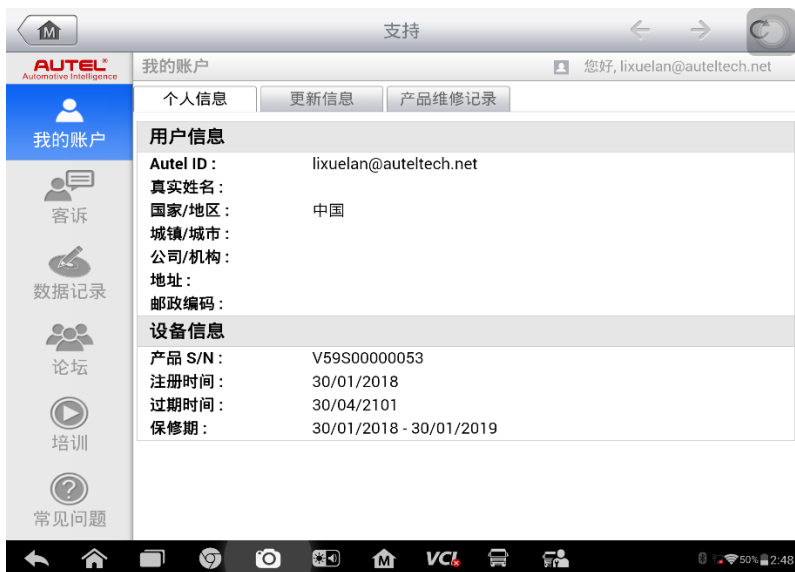 支持
AUTEL®
Automotive Intelligence
我的账户
您好, lixuelan@auteltech.net
个人信息
更新信息
产品维修记录
我的账户
客诉
数据记录
论坛
培训
常见问题
用户信息
Autel ID : lixuelan@auteltech.net
真实姓名 :
国家/地区 : 中国
城镇/城市 :
公司/机构 :
地址 :
邮政编码 :
设备信息
产品 S/N : V59S00000053
注册时间 : 30/01/2018
过期时间 : 30/04/2101
保修期 : 30/01/2018 - 30/01/2019
M
M
VCI
50% 2:48